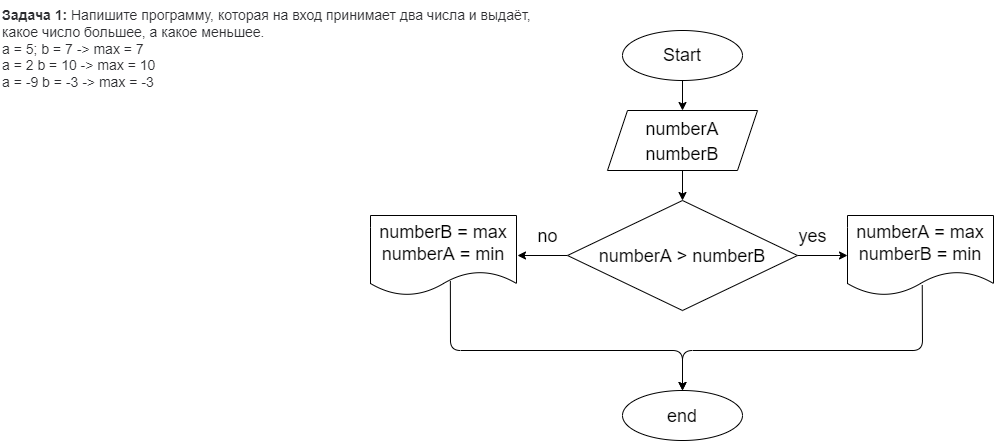 Задача 1: Напишите программу, которая на вход принимает два числа и выдаёт,
какое число большее, а какое меньшее.
a = 5; b = 7 -> max = 7
a = 2 b = 10 -> max = 10
a = -9 b = -3 -> max = -3
Start
numberA
numberB
numberA > numberB
no
yes
numberB = max
numberA = min
numberA = max
numberB = min
end